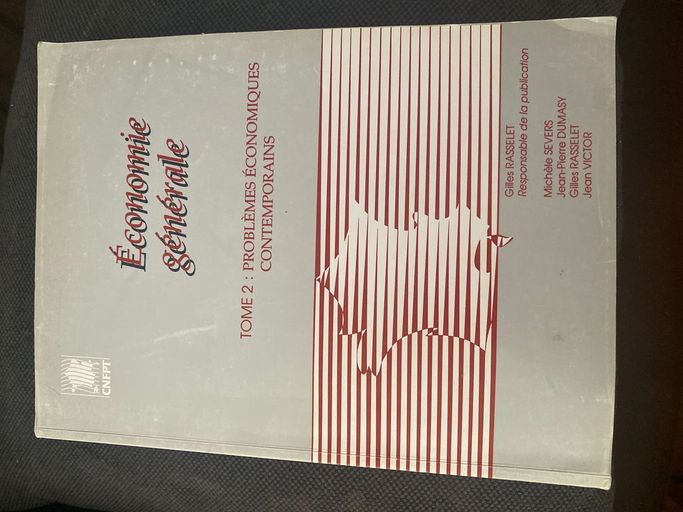 CNFPT
Économie
générale
TOME 2 : PROBLÈMES ÉCONOMIQUES
CONTEMPORAINS
Gilles RASSELET
Responsable de la publication
Michèle SEVERS
Jean-Pierre DUMASY
Gilles RASSELET
Jean VICTOR